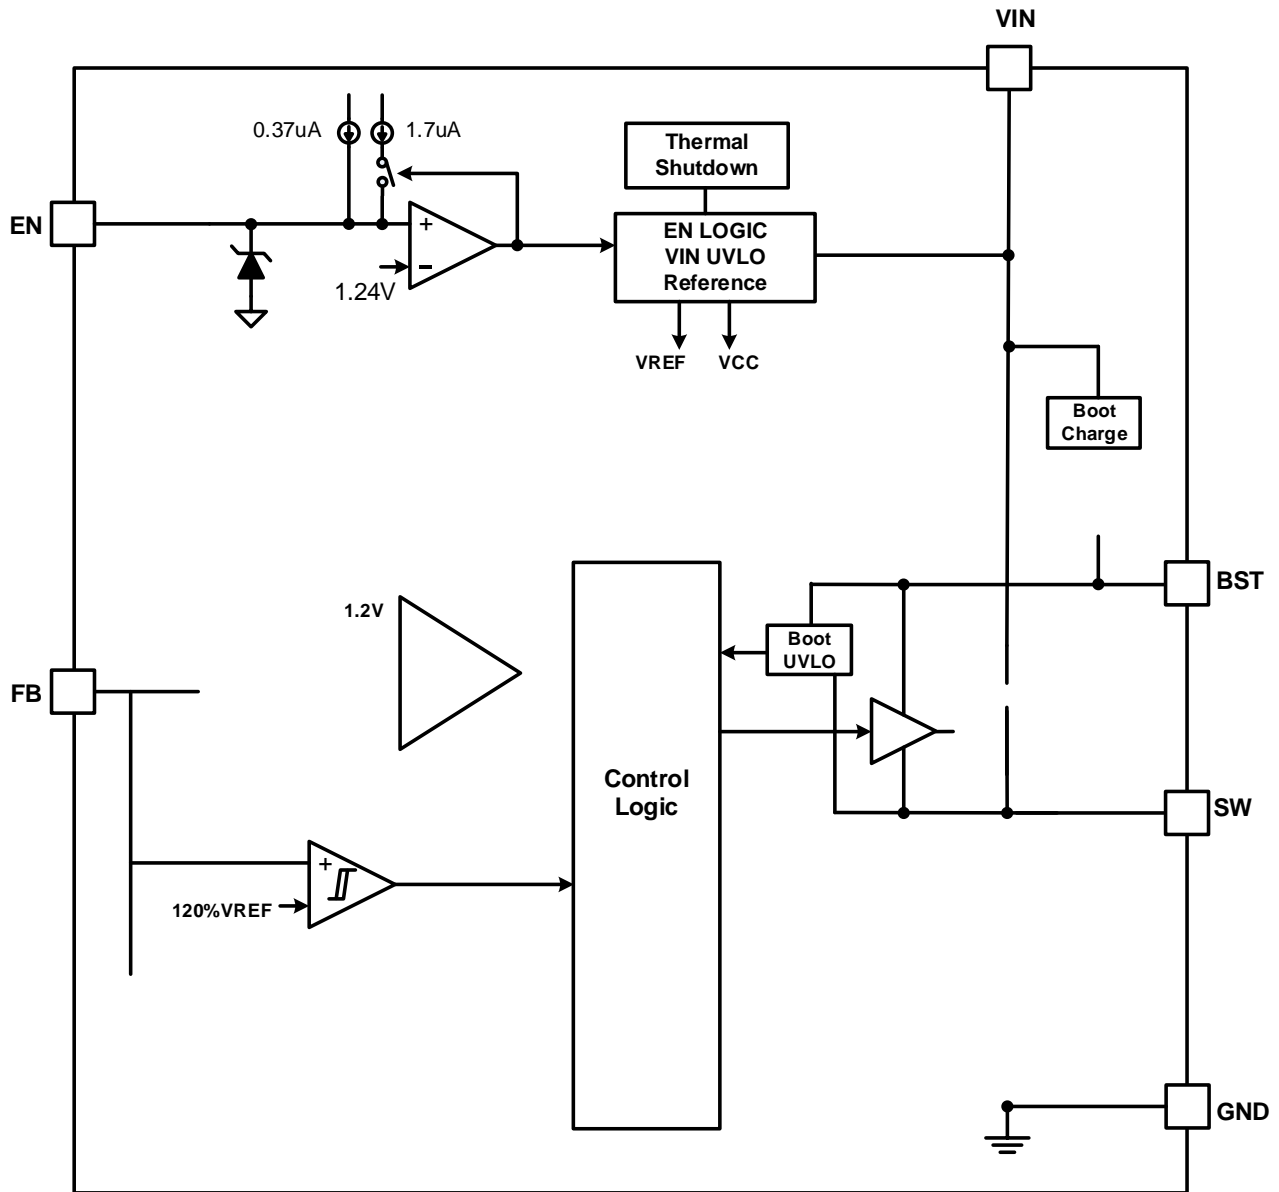 VIN
0.37uA
1.7uA
Thermal
Shutdown
EN
+
EN LOGIC
VIN UVLO
Reference
−
1.24V
VREF
VCC
Boot
Charge
BST
1.2V
Boot
UVLO
FB
Control
Logic
SW
+
120%VREF
GND